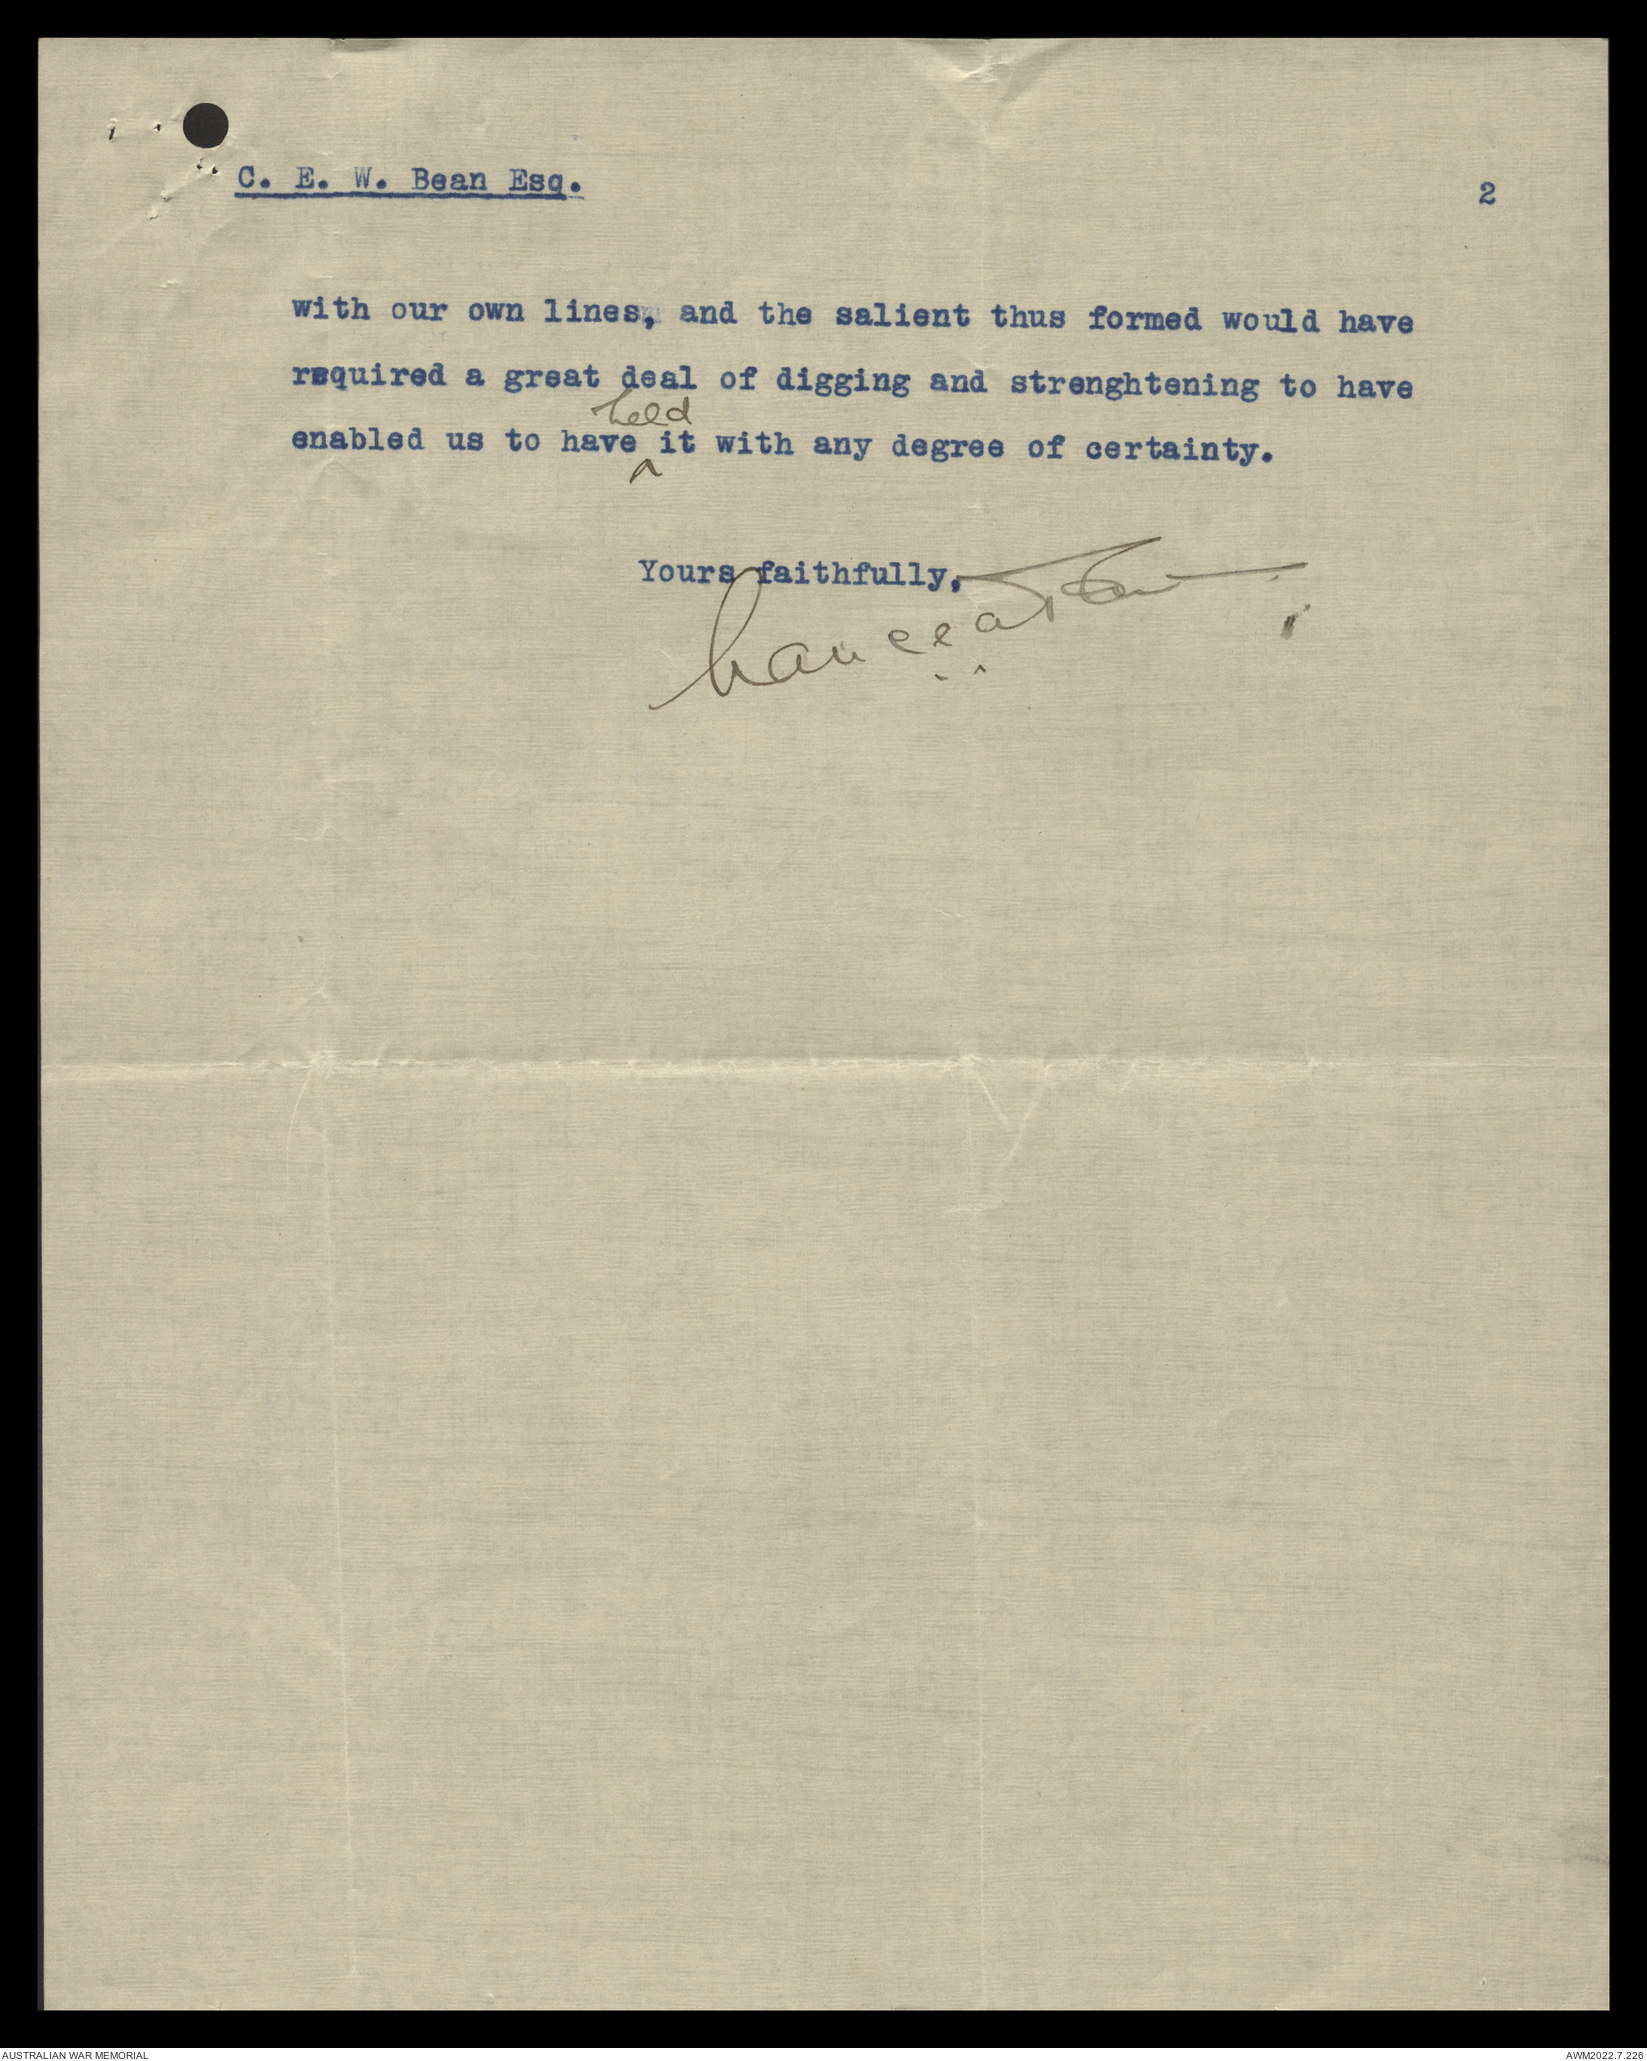 C. E. W. Bean Esq.
2
with our own lines, and the salient thus formed would have
required a great deal of digging and strenghtening to have
held
enabled us to have ^ it with any degree of certainty.
Yours faithfully,
AUSTRALIAN WAR MEMORIAL
AWM2022.7.226